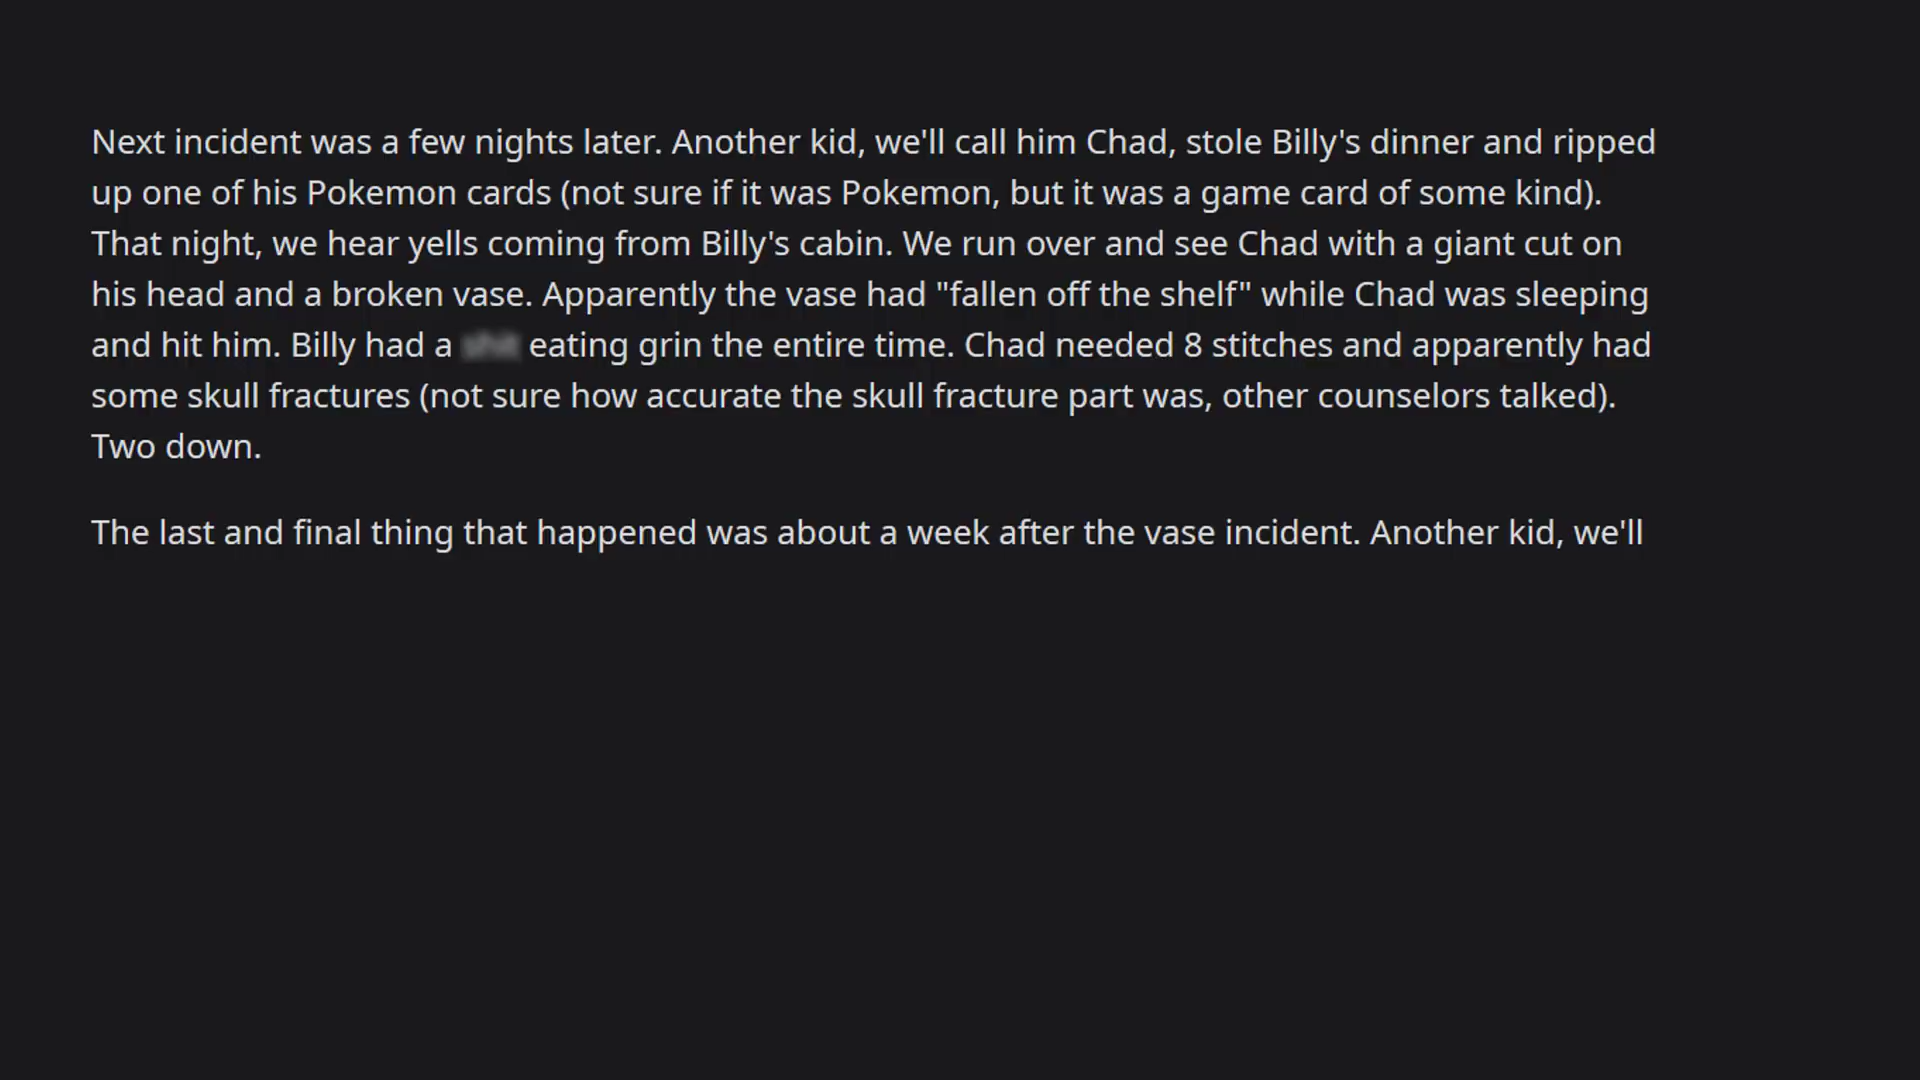 Next incident was a few nights later. Another kid, we'll call him Chad, stole Billy's dinner and ripped
up one of his Pokemon cards (not sure if it was Pokemon, but it was a game card of some kind).
That night, we hear yells coming from Billy's cabin. We run over and see Chad with a giant cut on
his head and a broken vase. Apparently the vase had "fallen off the shelf" while Chad was sleeping
and hit him. Billy had a eating grin the entire time. Chad needed 8 stitches and apparently had
some skull fractures (not sure how accurate the skull fracture part was, other counselors talked).
Two down.
The last and final thing that happened was about a week after the vase incident. Another kid, we'll